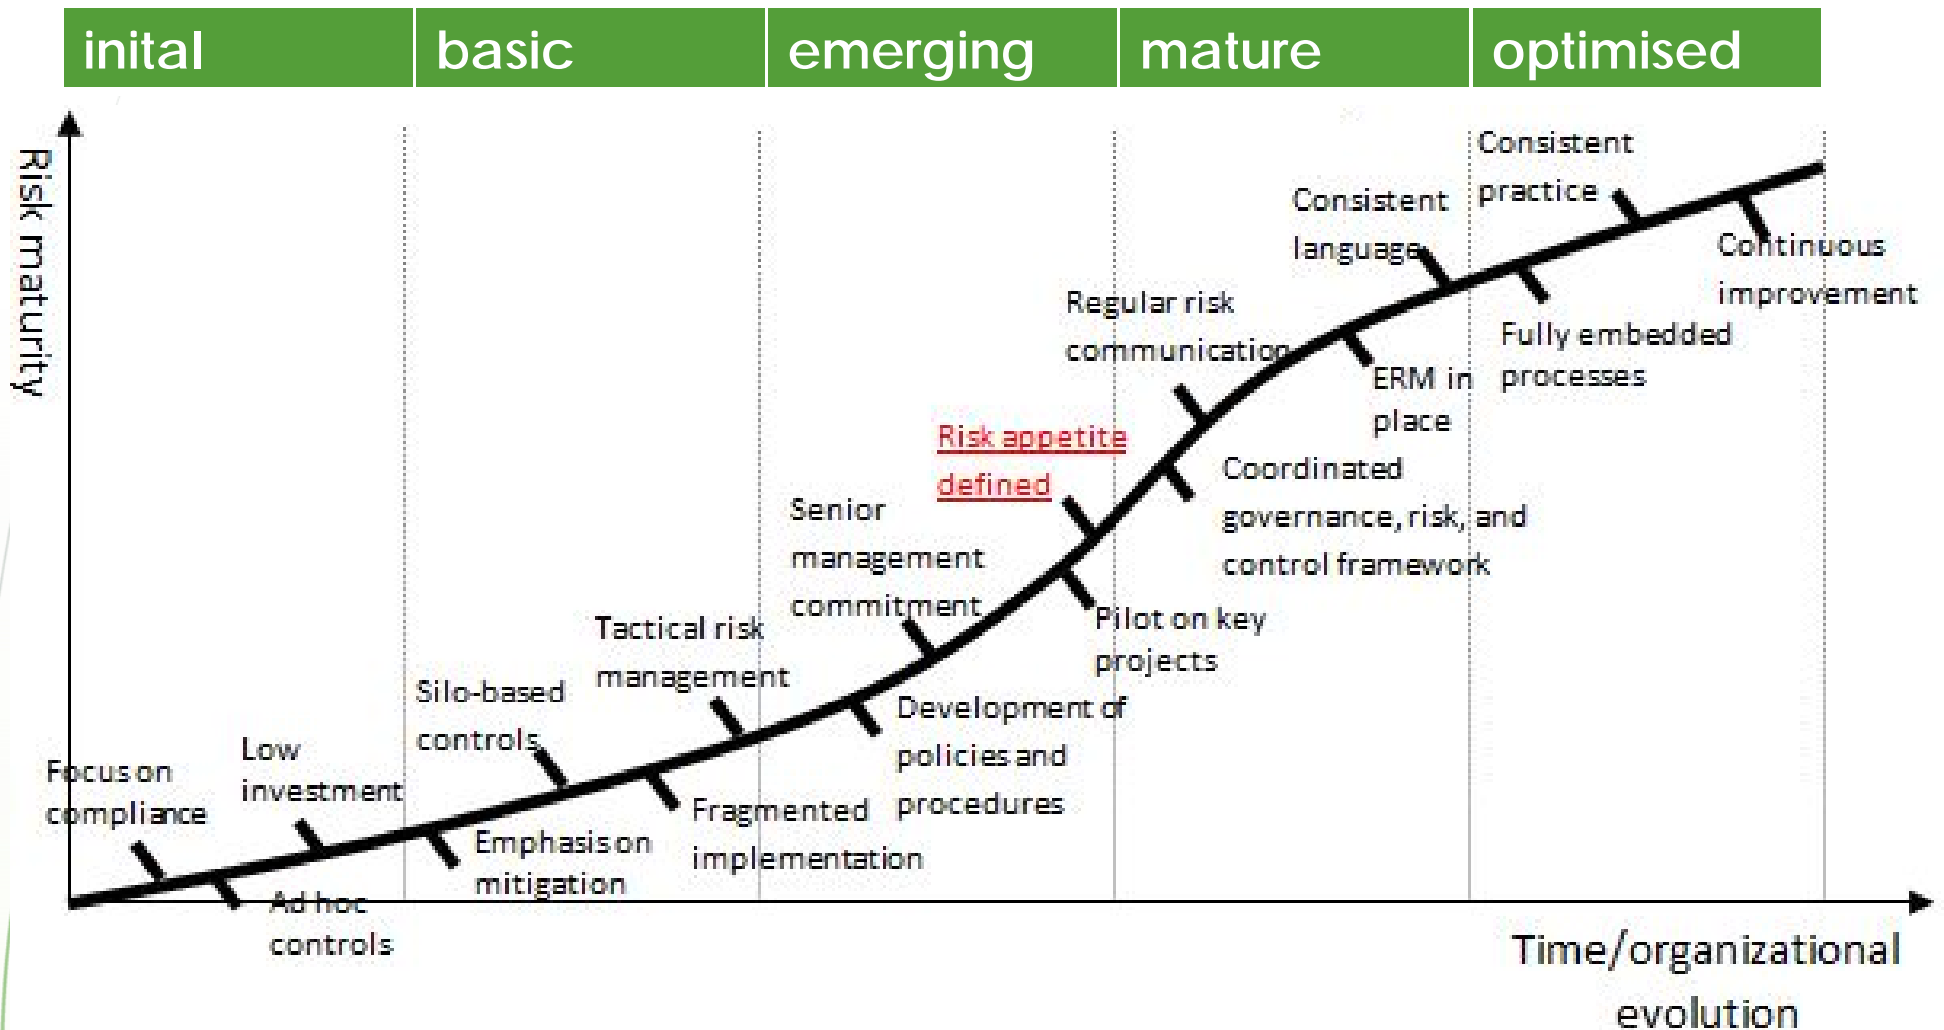 inital
basic
emerging
mature
optimised
Risk maturity
Focus on
compliance
Low
investment
Ad hoc
controls
Silo-based
controls
Emphasis on
mitigation
Tactical risk
management
Fragmented
implementation
Senior
management
commitment
Development of
policies and
procedures
Risk appetite
defined
Pilot on key
projects
Regular risk
communication
Coordinated
governance, risk, and
control framework
Consistent
language
ERM in
place
Consistent
practice
Fully embedded
processes
Continuous
improvement
Time/organizational
evolution